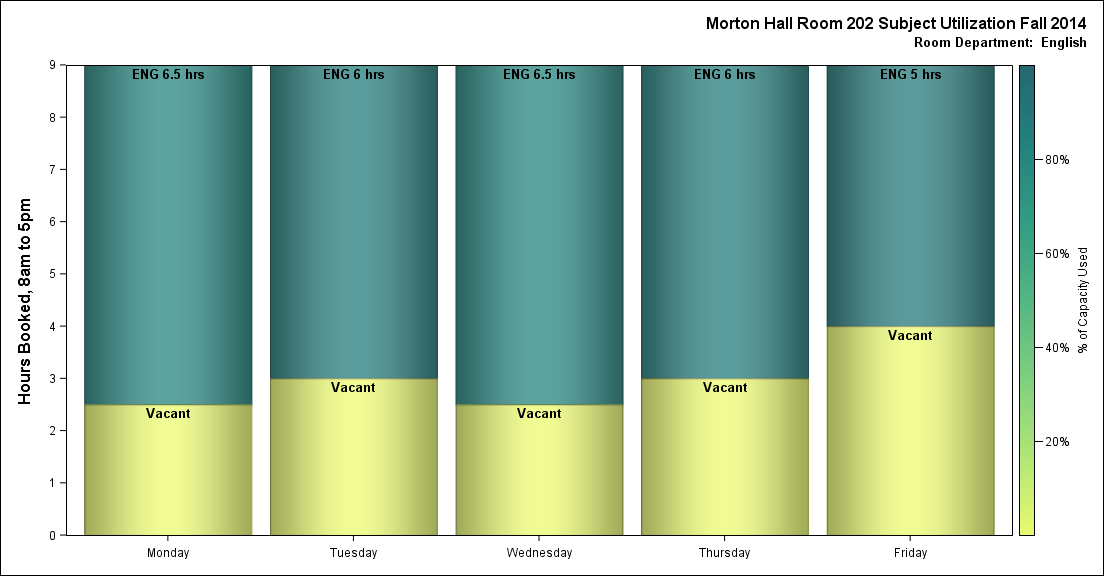 Morton Hall Room 202 Subject Utilization Fall 2014
Room Department:  English
Hours Booked, 8am to 5pm
9
8
7
6
5
4
3
2
1
0
ENG 6.5 hrs
ENG 6 hrs
ENG 6.5 hrs
ENG 6 hrs
ENG 5 hrs
Vacant
Vacant
Vacant
Vacant
Vacant
Monday
Tuesday
Wednesday
Thursday
Friday
80%
60%
40%
20%
% of Capacity Used